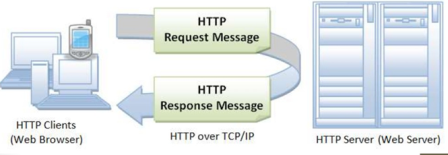 HTTP
Request Message
HTTP
Response Message
HTTP Clients
(Web Browser)
HTTP over TCP/IP
HTTP Server (Web Server)